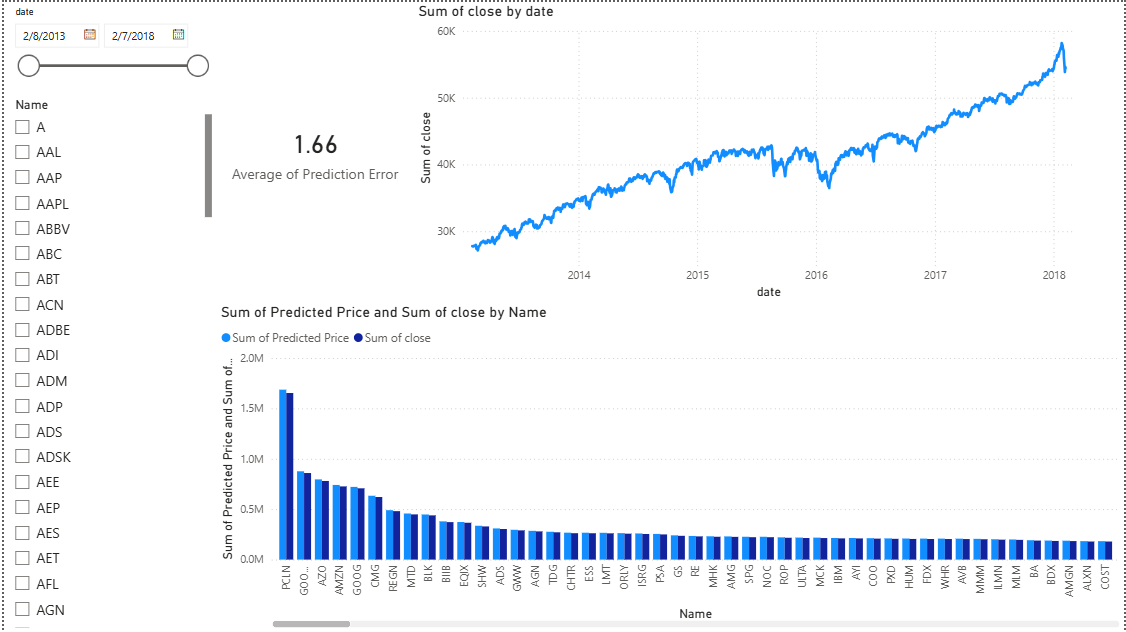 date
2/8/2013
2/7/2018
Name
A
AAL
AAP
AAPL
ABBV
ABC
ABT
ACN
ADBE
ADI
ADM
ADP
ADS
ADSK
AEE
AEP
AES
AET
AFL
AGN
1.66
Average of Prediction Error
Sum of close by date
Sum of close
60K
50K
40K
30K
2014 2015 2016 2017 2018
date
Sum of Predicted Price and Sum of close by Name
Sum of Predicted Price Sum of close
Sum of Predicted Price and Sum of...
2.0M
1.5M
1.0M
0.5M
0.0M
PCLN
GOO...
AZO
AMZN
GOOG
CMG
REGN
MTD
BLK
BIIB
EQIX
SHW
ADS
GWW
AGN
TDG
CHTR
ESS
LMT
ORLY
ISRG
PSA
GS
RE
MHK
AMG
SPG
NOC
ROP
ULTA
MCK
IBM
AYI
COO
PXD
HUM
FDX
WHR
AVB
MMM
ILMN
MLM
BA
BDX
AMGN
ALXN
COST
Name